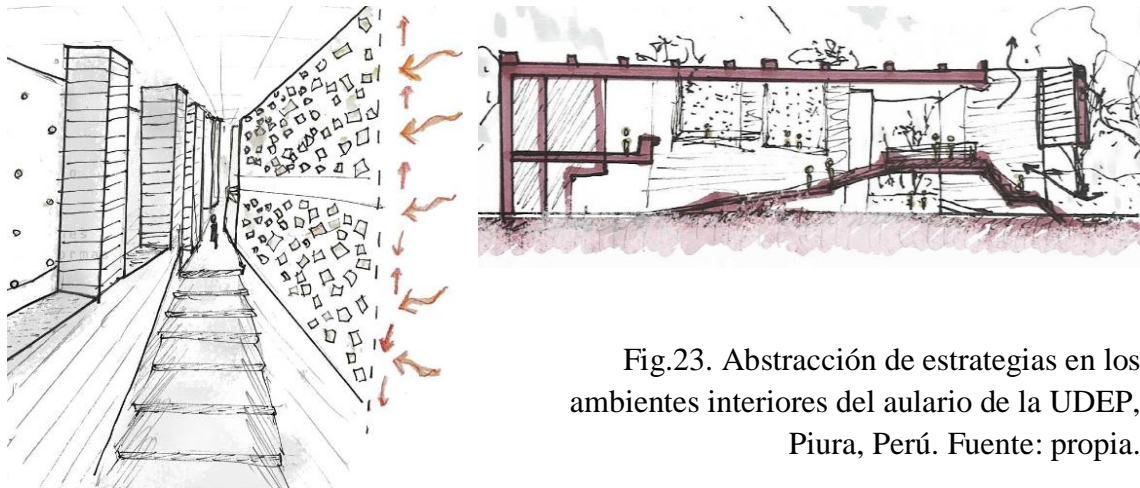 Fig.23. Abstracción de estrategias en los
ambientes interiores del aulario de la UDEP,
Piura, Perú. Fuente: propia.